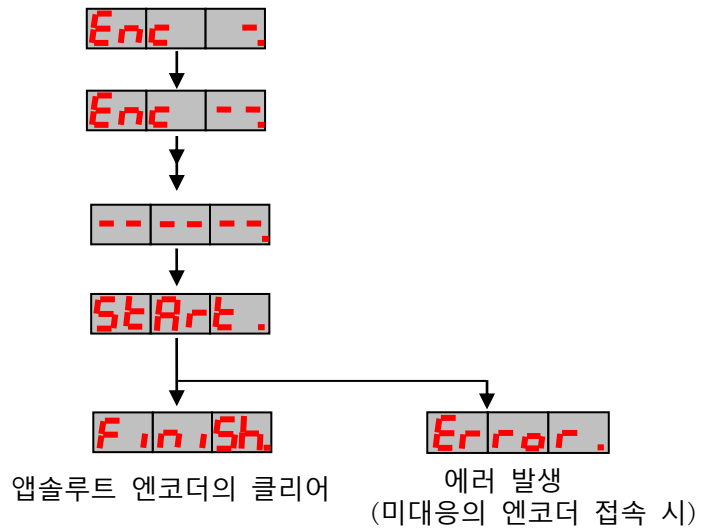 Enc -.
Enc --.
------.
StArt .
FiniSh.
Error.
앱솔루트 엔코더의 클리어
에러 발생
(미대응의 엔코더 접속 시)